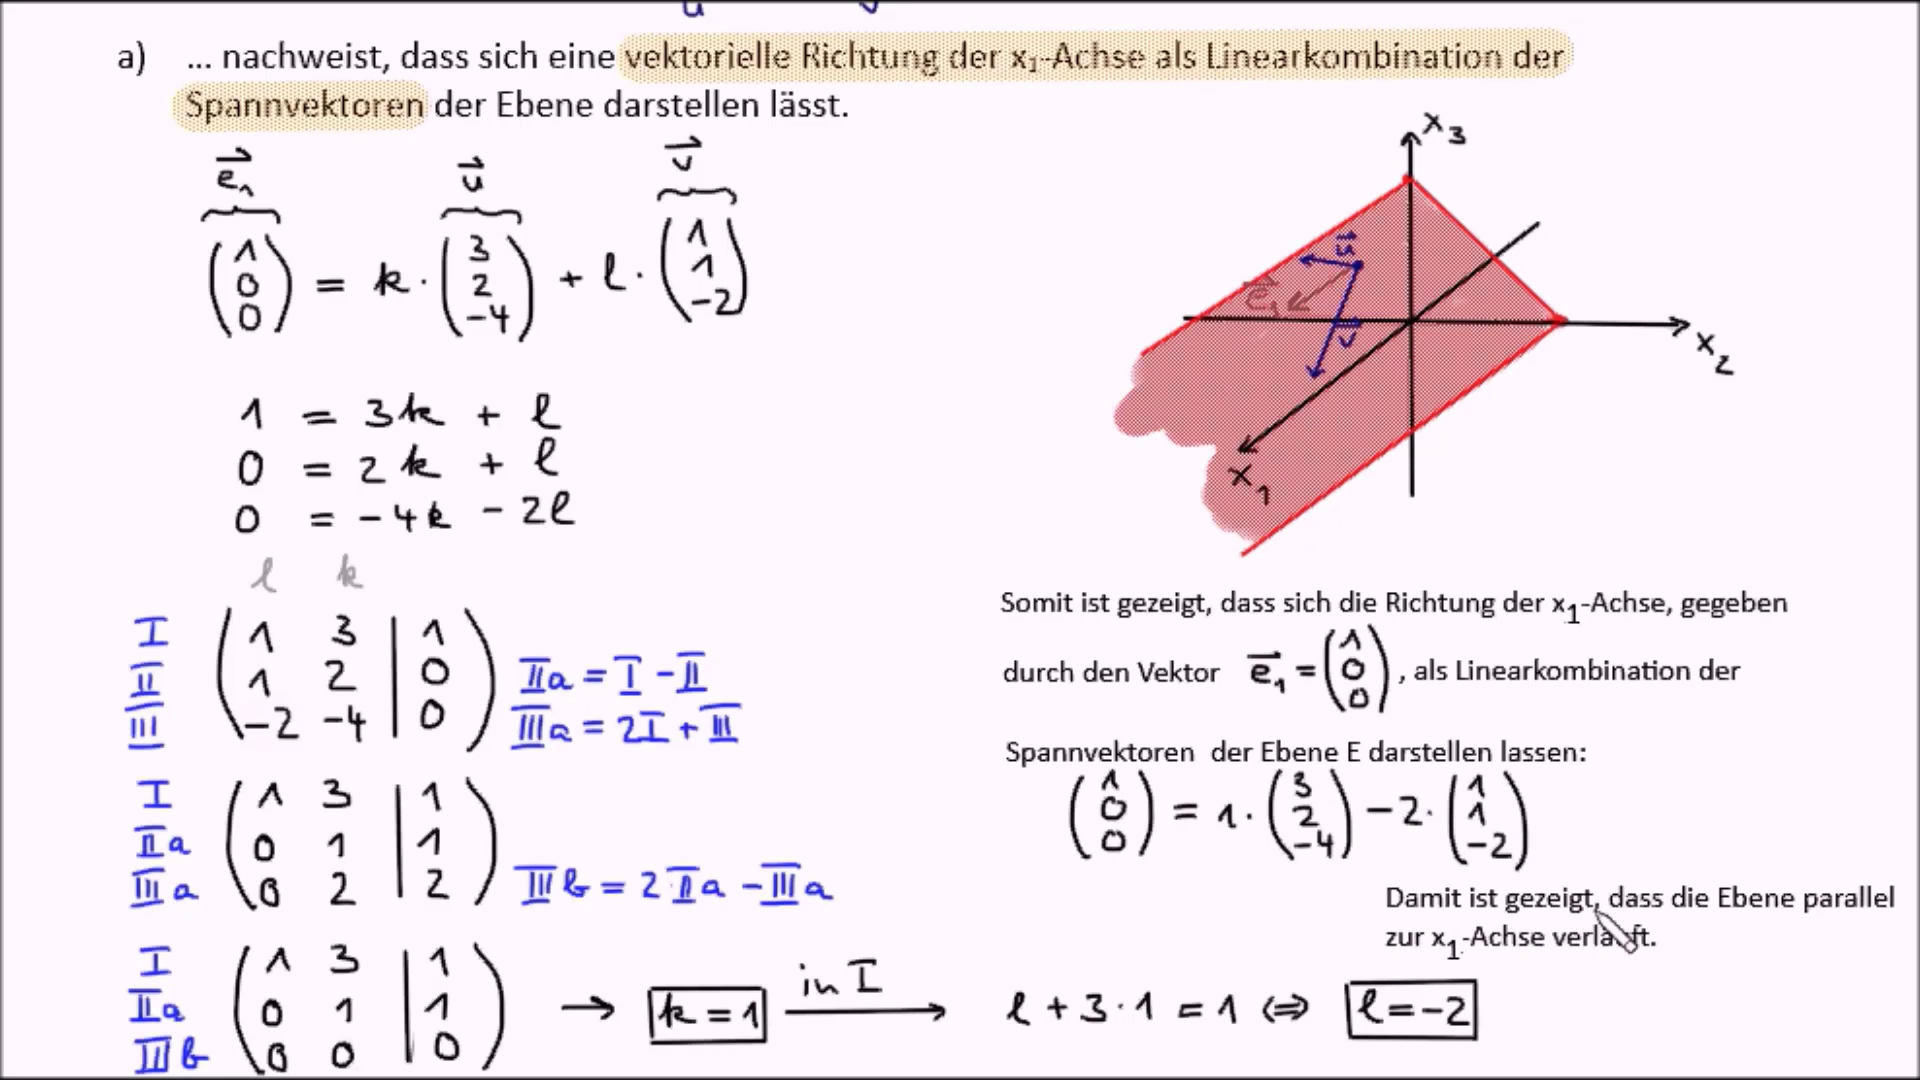 a) ... nachweist, dass sich eine vektorielle Richtung der x₁-Achse als Linearkombination der
Spannvektoren der Ebene darstellen lässt.
e⃗₁ u⃗ v⃗
(1 0 0) = k · (3 2 -4) + l · (1 1 -2)
1 = 3k + l
0 = 2k + l
0 = -4k - 2l
l k
I 1 3 | 1
II 1 2 | 0 IIa = I - II
III -2 -4 | 0 IIIa = 2I + III
I 1 3 | 1
IIa 0 1 | 1
IIIa 0 2 | 2 IIIb = 2·IIa - IIIa
I 1 3 | 1
IIa 0 1 | 1
IIIb 0 0 | 0
→ k = 1 in I → l + 3 · 1 = 1 ⇔ l = -2
x₃
u⃗
e⃗₁
v⃗
x₂
x₁
Somit ist gezeigt, dass sich die Richtung der x₁-Achse, gegeben
durch den Vektor e⃗₁ = (1 0 0), als Linearkombination der
Spannvektoren der Ebene E darstellen lassen:
(1 0 0) = 1 · (3 2 -4) - 2 · (1 1 -2)
Damit ist gezeigt, dass die Ebene parallel
zur x₁-Achse verläuft.